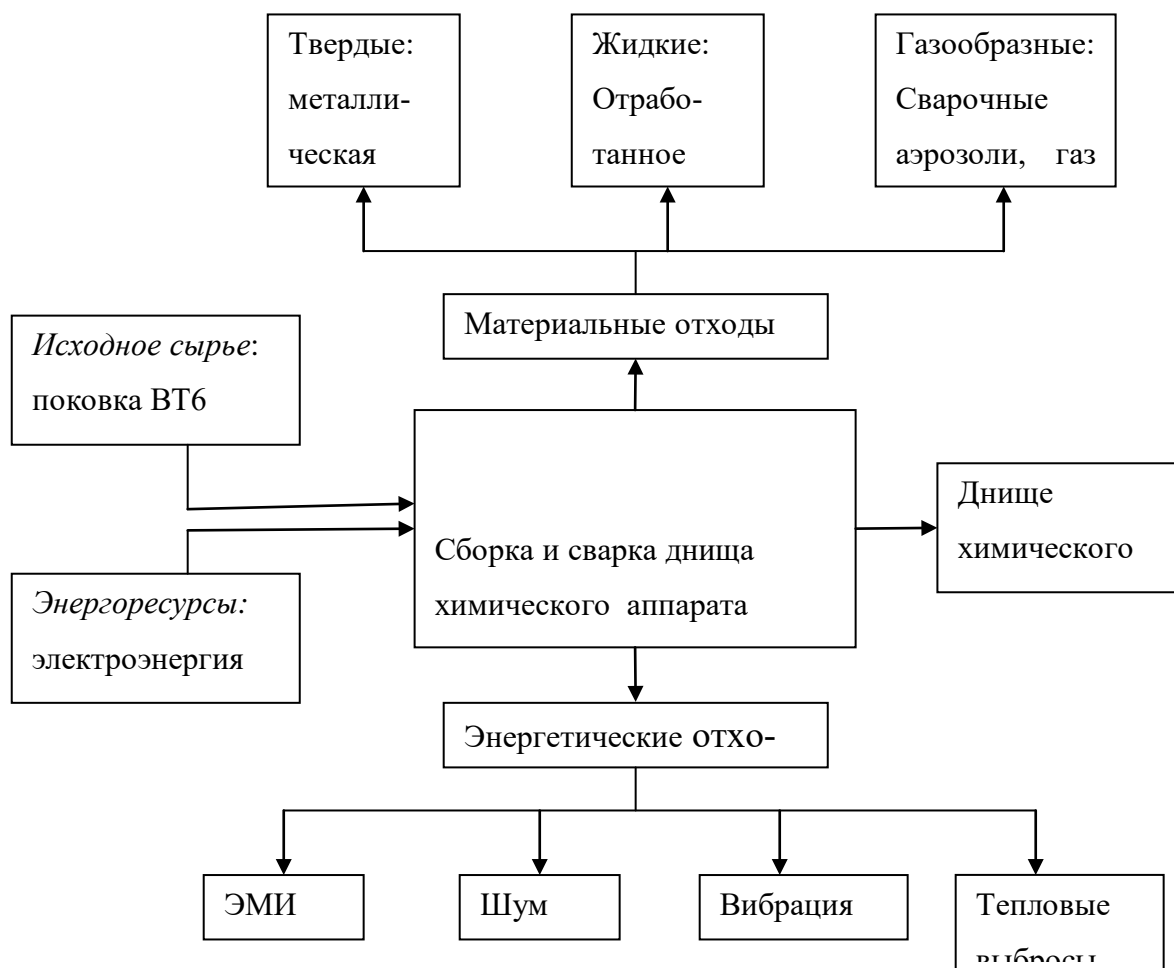 Твердые:
металли-
ческая
Жидкие:
Отрабо-
танное
Газообразные:
Сварочные
аэрозоли, газ
Материальные отходы
Исходное сырье:
поковка ВТ6
Сборка и сварка днища
химического аппарата
Днище
химического
Энергоресурсы:
электроэнергия
Энергетические отхо-
ЭМИ
Шум
Вибрация
Тепловые
выбросы